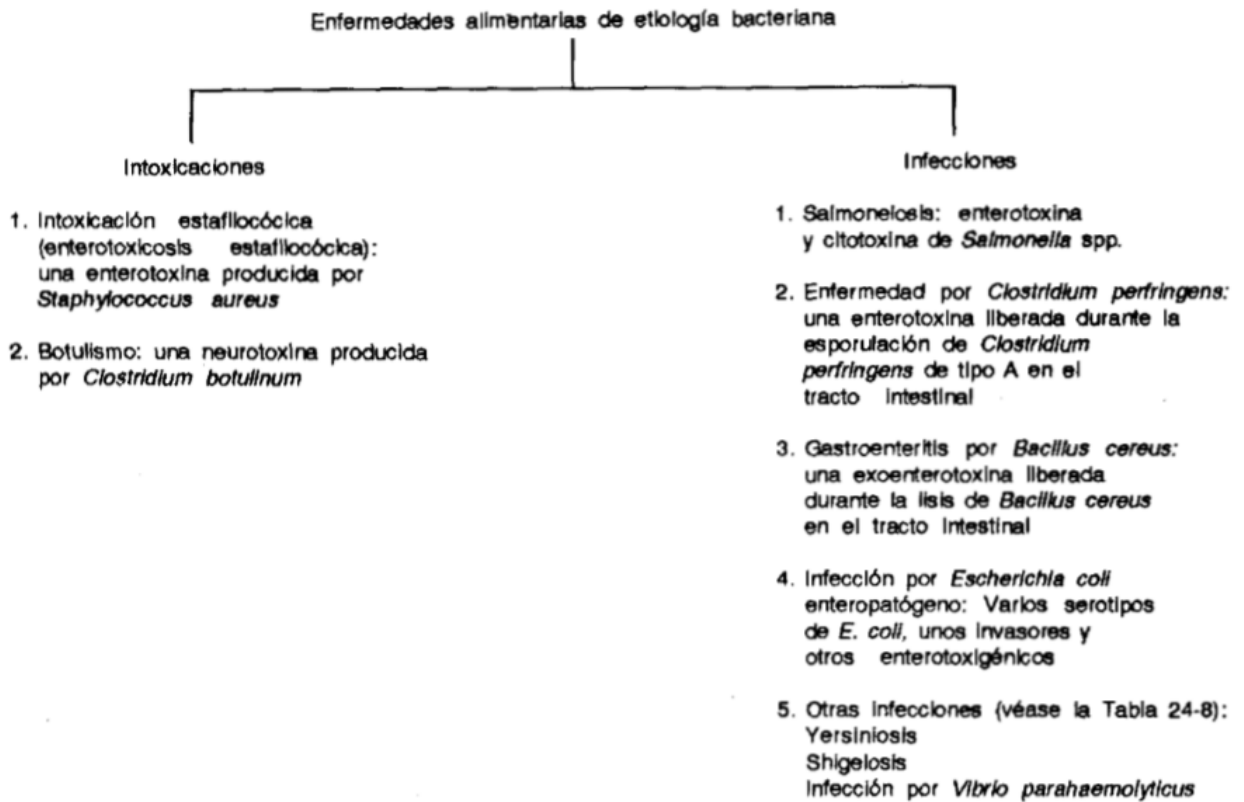 Enfermedades alimentarias de etiología bacteriana
Intoxicaciones
1. Intoxicación estafilocócica
(enterotoxicosis estafilocócica):
una enterotoxina producida por
Staphylococcus aureus
2. Botulismo: una neurotoxina producida
por Clostridium botulinum
Infecciones
1. Salmonelosis: enterotoxina
y citotoxina de Salmonella spp.
2. Enfermedad por Clostridium perfringens:
una enterotoxina liberada durante la
esporulación de Clostridium
perfringens de tipo A en el
tracto intestinal
3. Gastroenteritis por Bacillus cereus:
una exoenterotoxina liberada
durante la lisis de Bacillus cereus
en el tracto intestinal
4. Infección por Escherichia coli
enteropatógeno: Varios serotipos
de E. coli, unos invasores y
otros enterotoxigénicos
5. Otras infecciones (véase la Tabla 24-8):
Yersiniosis
Shigelosis
Infección por Vibrio parahaemolyticus